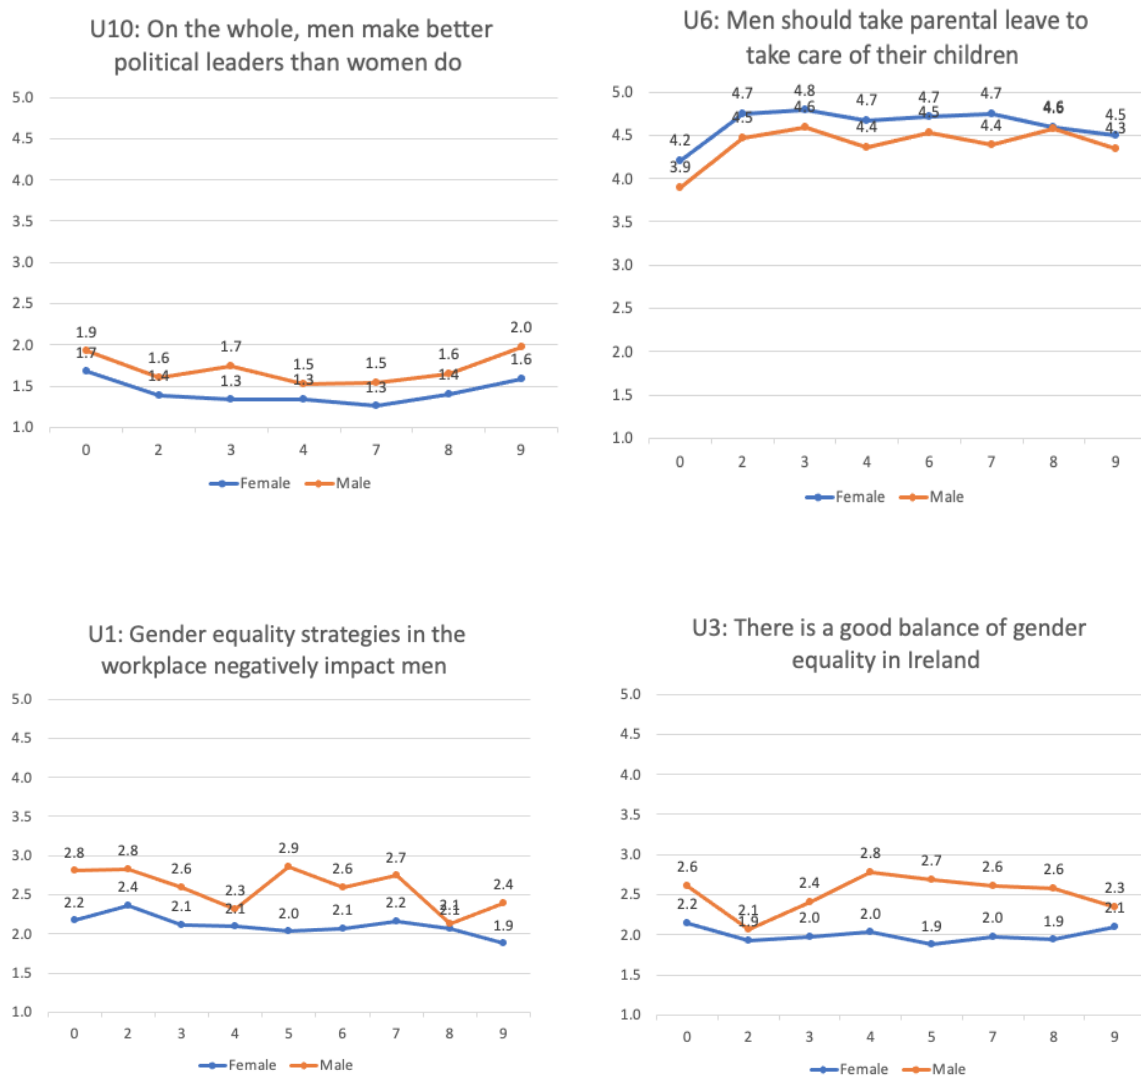 U10: On the whole, men make better
political leaders than women do
5.0
4.5
4.0
3.5
3.0
2.5
2.0
1.5
1.0
1.9 1.6 1.7 1.5 1.5 1.6 2.0
1.7 1.4 1.3 1.3 1.3 1.4 1.6
0 2 3 4 7 8 9
Female Male
U6: Men should take parental leave to
take care of their children
5.0
4.5
4.0
3.5
3.0
2.5
2.0
1.5
1.0
4.2 4.7 4.8 4.7 4.7 4.7 4.6 4.5
3.9 4.5 4.6 4.4 4.5 4.4 4.6 4.3
0 2 3 4 6 7 8 9
Female Male
U1: Gender equality strategies in the
workplace negatively impact men
5.0
4.5
4.0
3.5
3.0
2.5
2.0
1.5
1.0
2.8 2.8 2.6 2.3 2.9 2.6 2.7 2.1 2.4
2.2 2.4 2.1 2.1 2.0 2.1 2.2 2.1 1.9
0 2 3 4 5 6 7 8 9
Female Male
U3: There is a good balance of gender
equality in Ireland
5.0
4.5
4.0
3.5
3.0
2.5
2.0
1.5
1.0
2.6 2.1 2.4 2.8 2.7 2.6 2.6 2.3
2.2 1.9 2.0 2.0 1.9 2.0 1.9 2.1
0 2 3 4 5 7 8 9
Female Male